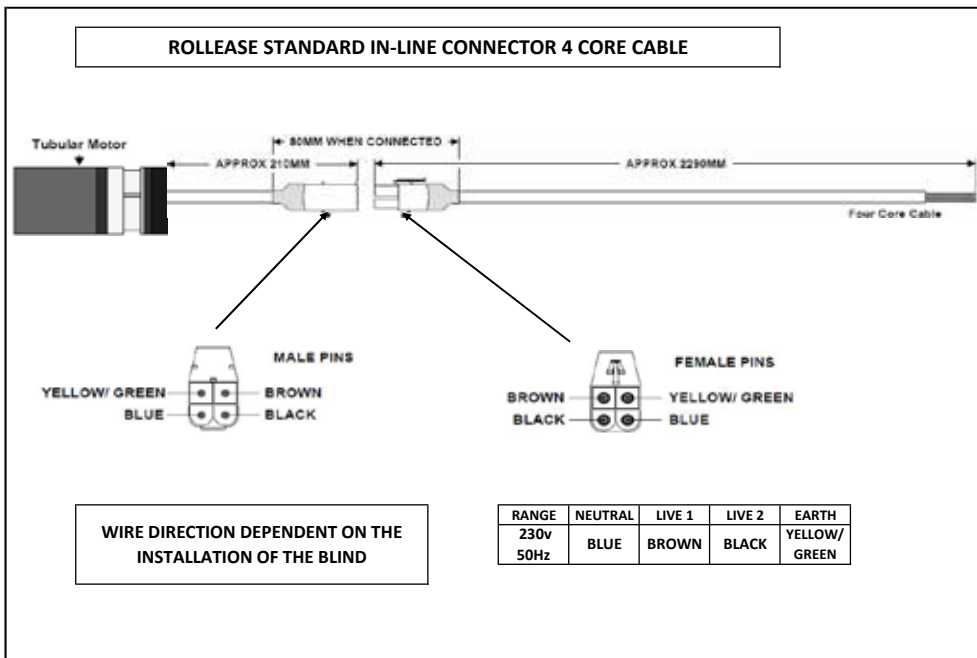 ROLLEASE STANDARD IN-LINE CONNECTOR 4 CORE CABLE
80MM WHEN CONNECTED
Tubular Motor
APPROX 210MM
APPROX 2290MM
Four Core Cable
MALE PINS
YELLOW/ GREEN
BROWN
BLUE
BLACK
FEMALE PINS
BROWN
YELLOW/ GREEN
BLACK
BLUE
WIRE DIRECTION DEPENDENT ON THE
INSTALLATION OF THE BLIND
RANGE NEUTRAL LIVE 1 LIVE 2 EARTH
230v
50Hz
BLUE BROWN BLACK YELLOW/
GREEN